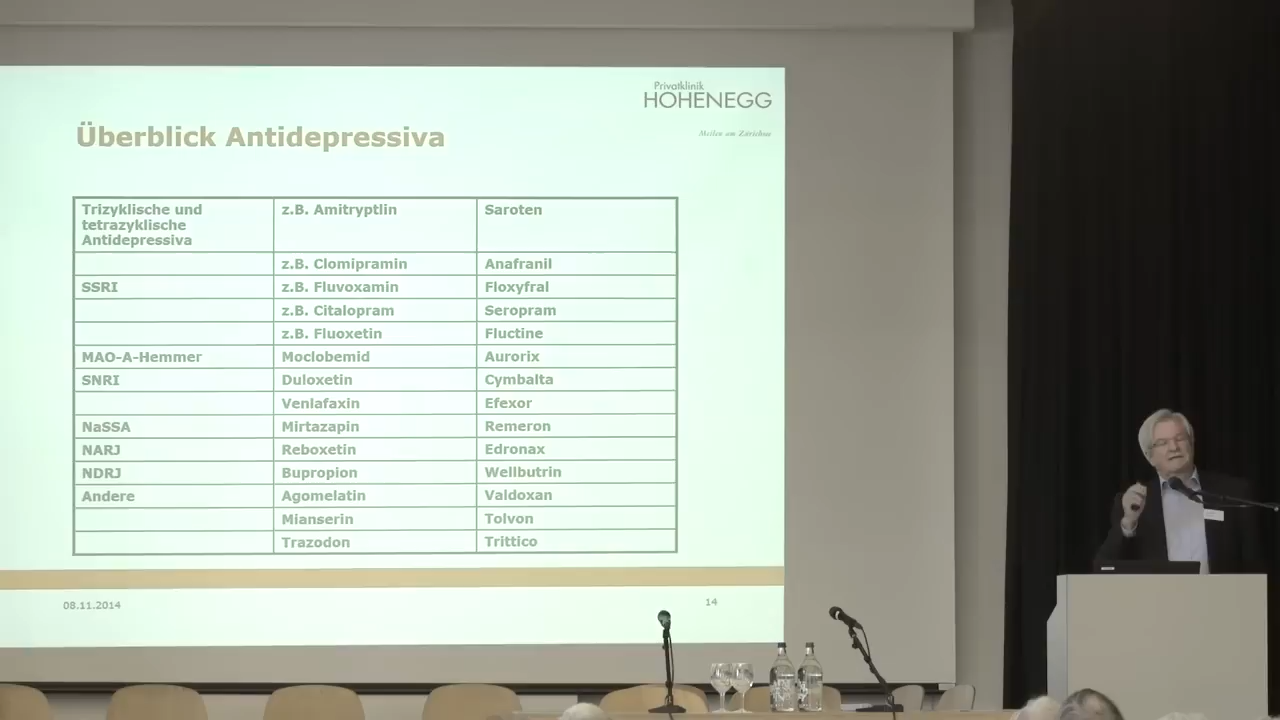 Privatklinik
HOHENEGG
Meilen am Zürichsee
Überblick Antidepressiva
Trizyklische und tetrazyklische Antidepressiva z.B. Amitryptlin Saroten
z.B. Clomipramin Anafranil
SSRI z.B. Fluvoxamin Floxyfral
z.B. Citalopram Seropram
z.B. Fluoxetin Fluctine
MAO-A-Hemmer Moclobemid Aurorix
SNRI Duloxetin Cymbalta
Venlafaxin Efexor
NaSSA Mirtazapin Remeron
NARJ Reboxetin Edronax
NDRJ Bupropion Wellbutrin
Andere Agomelatin Valdoxan
Mianserin Tolvon
Trazodon Trittico
08.11.2014 14